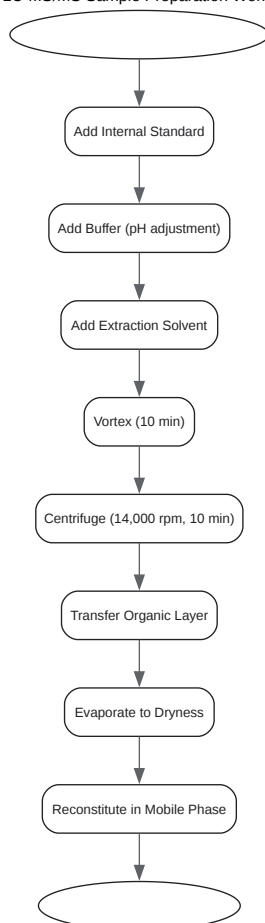 Add Internal Standard
Add Buffer (pH adjustment)
Add Extraction Solvent
Vortex (10 min)
Centrifuge (14,000 rpm, 10 min)
Transfer Organic Layer
Evaporate to Dryness
Reconstitute in Mobile Phase